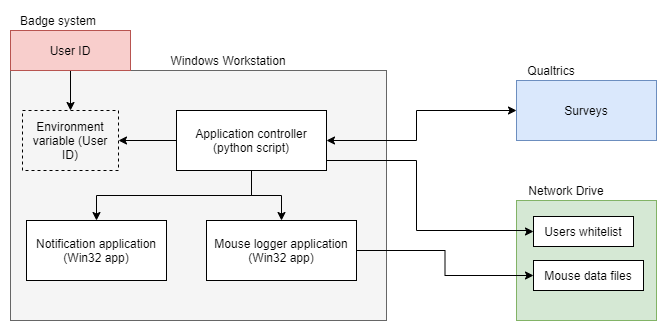 Badge system
User ID
Windows Workstation
Qualtrics
Surveys
Environment
variable (User
ID)
Application controller
(python script)
Network Drive
Users whitelist
Mouse data files
Notification application
(Win32 app)
Mouse logger application
(Win32 app)